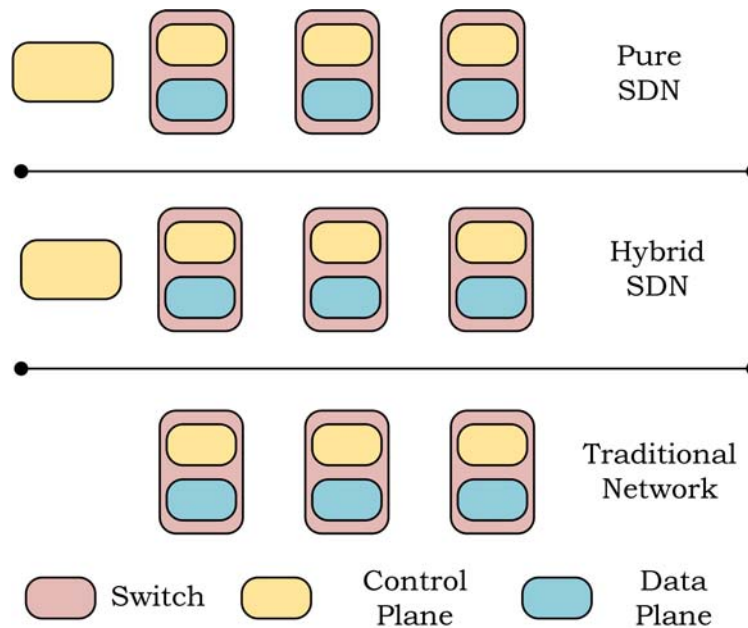 Pure
SDN
Hybrid
SDN
Traditional
Network
Switch
Control
Plane
Data
Plane